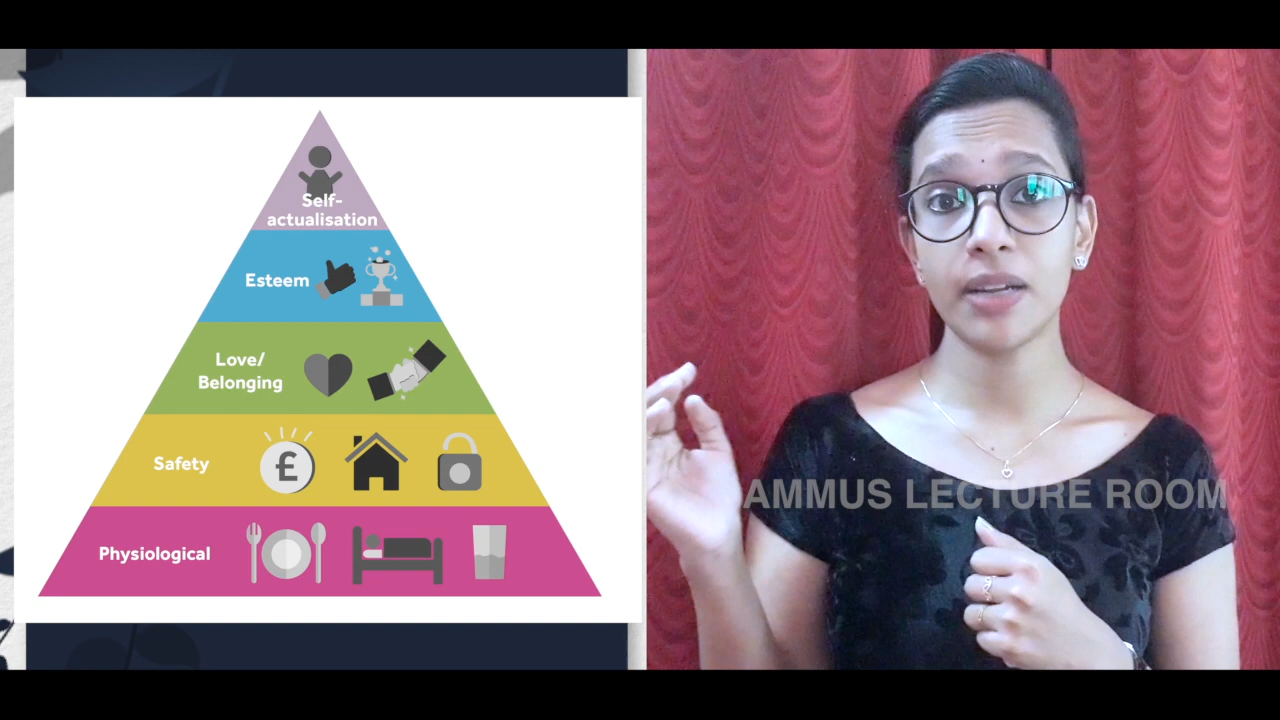 Self-
actualisation
Esteem
Love/
Belonging
Safety
£
Physiological
AMMUS LECTURE ROOM